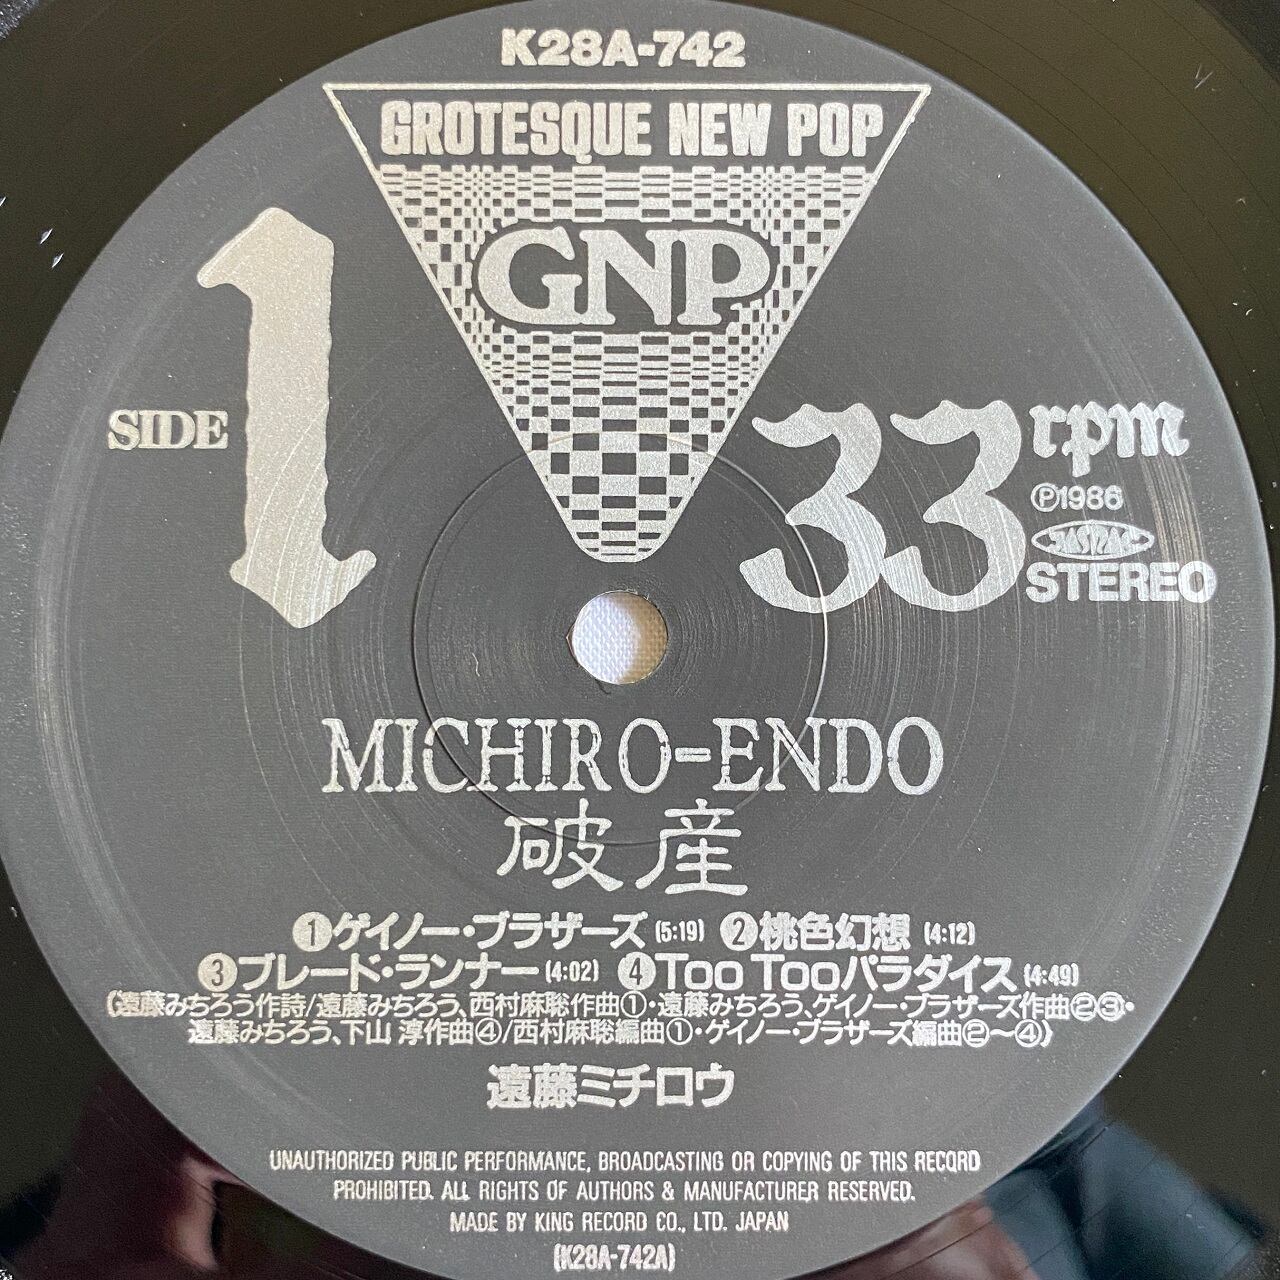 K28A-742
GROTESQUE NEW POP
GNP
SIDE 1
33 rpm
Ⓟ1986
JASRAC
STEREO
MICHIRO=ENDO
破産
❶ゲイノー・ブラザーズ (5:19) ❷桃色幻想 (4:12)
❸ブレード・ランナー (4:02) ❹Too Tooパラダイス (4:49)
(遠藤みちろう作詩/遠藤みちろう、西村麻聡作曲①・遠藤みちろう、ゲイノー・ブラザーズ作曲②③・
遠藤みちろう、下山 淳作曲④/西村麻聡編曲①・ゲイノー・ブラザーズ編曲②〜④)
遠藤ミチロウ
UNAUTHORIZED PUBLIC PERFORMANCE, BROADCASTING OR COPYING OF THIS RECORD
PROHIBITED. ALL RIGHTS OF AUTHORS & MANUFACTURER RESERVED.
MADE BY KING RECORD CO., LTD. JAPAN
(K28A-742A)